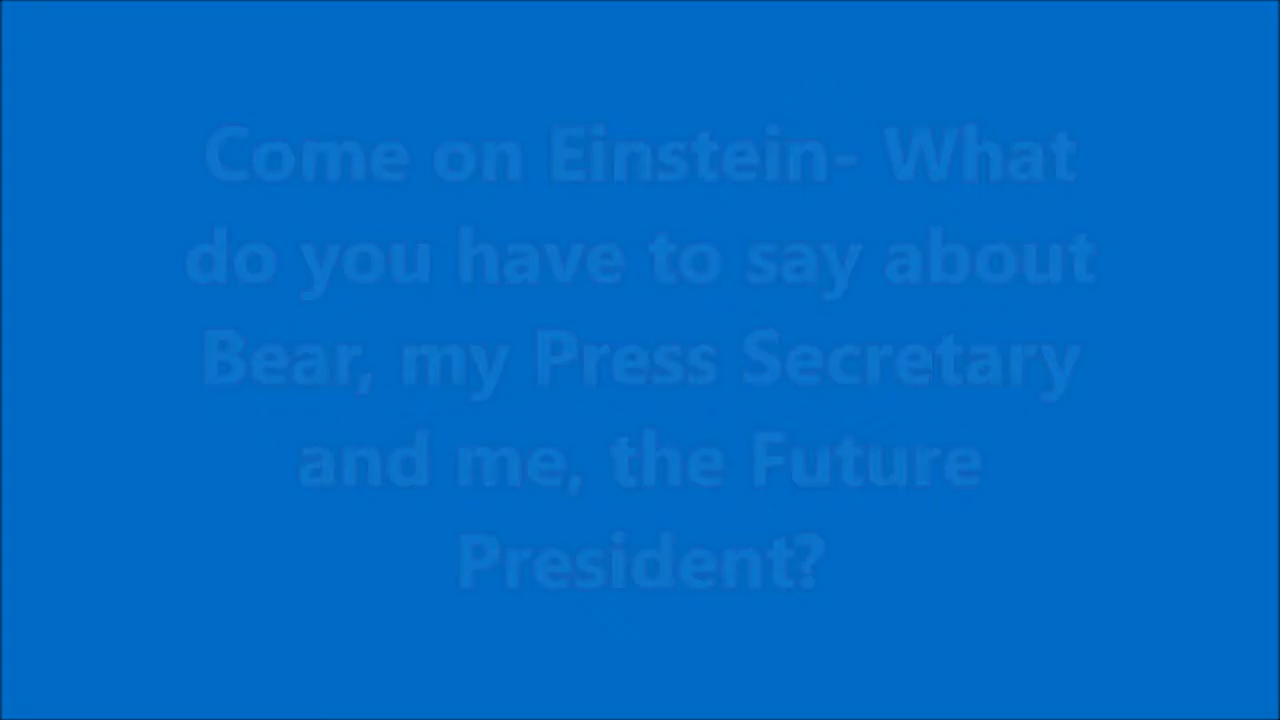 Come on Einstein- What
do you have to say about
Bear, my Press Secretary
and me, the Future
President?